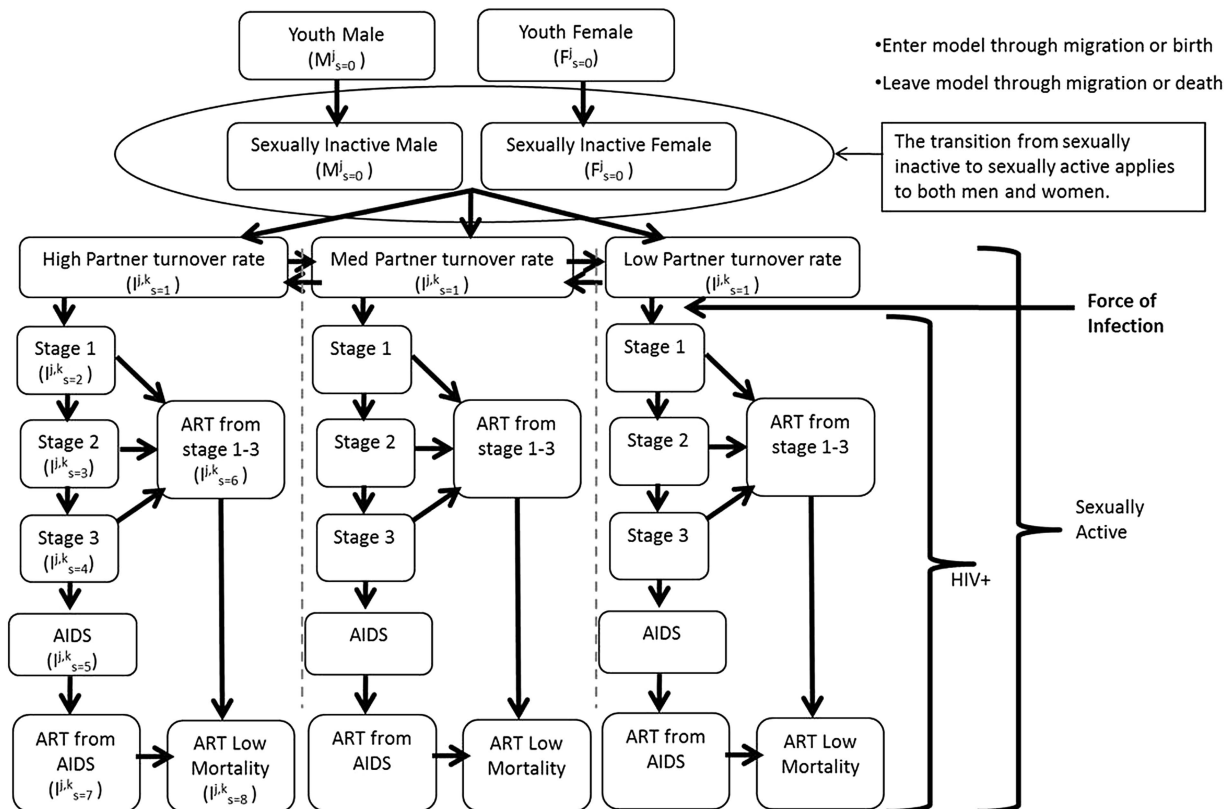 Youth Male
(Mʲₛ₌₀)
Youth Female
(Fʲₛ₌₀)
•Enter model through migration or birth
•Leave model through migration or death
Sexually Inactive Male
(Mʲₛ₌₀)
Sexually Inactive Female
(Fʲₛ₌₀)
The transition from sexually
inactive to sexually active applies
to both men and women.
High Partner turnover rate
(Iʲ,ᵏₛ₌₁)
Med Partner turnover rate
(Iʲ,ᵏₛ₌₁)
Low Partner turnover rate
(Iʲ,ᵏₛ₌₁)
Force of
Infection
Stage 1
(Iʲ,ᵏₛ₌₂)
Stage 2
(Iʲ,ᵏₛ₌₃)
Stage 3
(Iʲ,ᵏₛ₌₄)
ART from
stage 1-3
(Iʲ,ᵏₛ₌₆)
AIDS
(Iʲ,ᵏₛ₌₅)
ART from
AIDS
(Iʲ,ᵏₛ₌₇)
ART Low
Mortality
(Iʲ,ᵏₛ₌₈)
Stage 1
Stage 2
Stage 3
ART from
stage 1-3
AIDS
ART from
AIDS
ART Low
Mortality
Stage 1
Stage 2
Stage 3
ART from
stage 1-3
AIDS
ART from
AIDS
ART Low
Mortality
HIV+
Sexually
Active